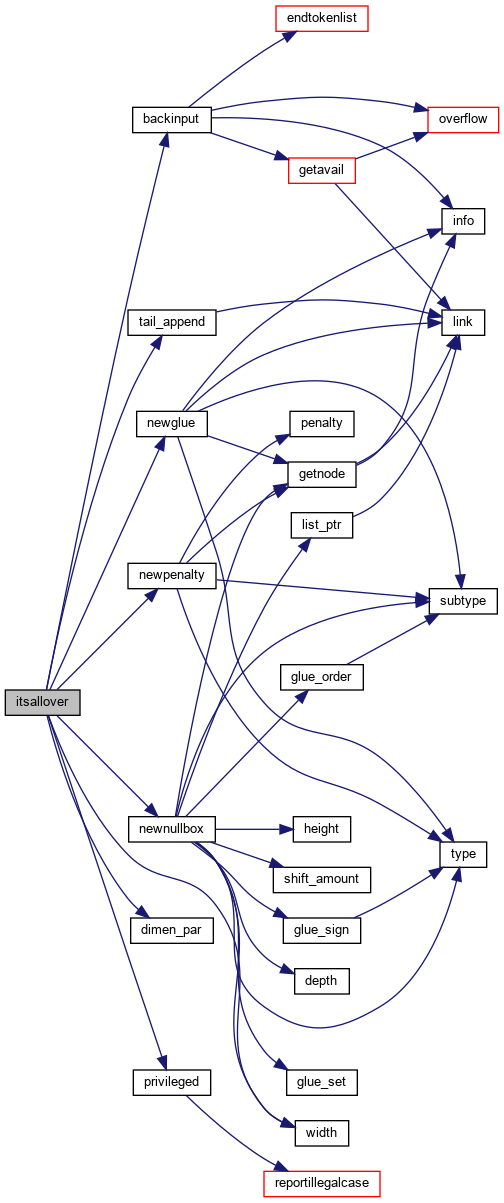 endtokenlist
backinput
overflow
getavail
info
tail_append
link
newglue
penalty
getnode
list_ptr
newpenalty
subtype
glue_order
itsallover
newnullbox
height
type
shift_amount
dimen_par
glue_sign
depth
privileged
glue_set
width
reportillegalcase